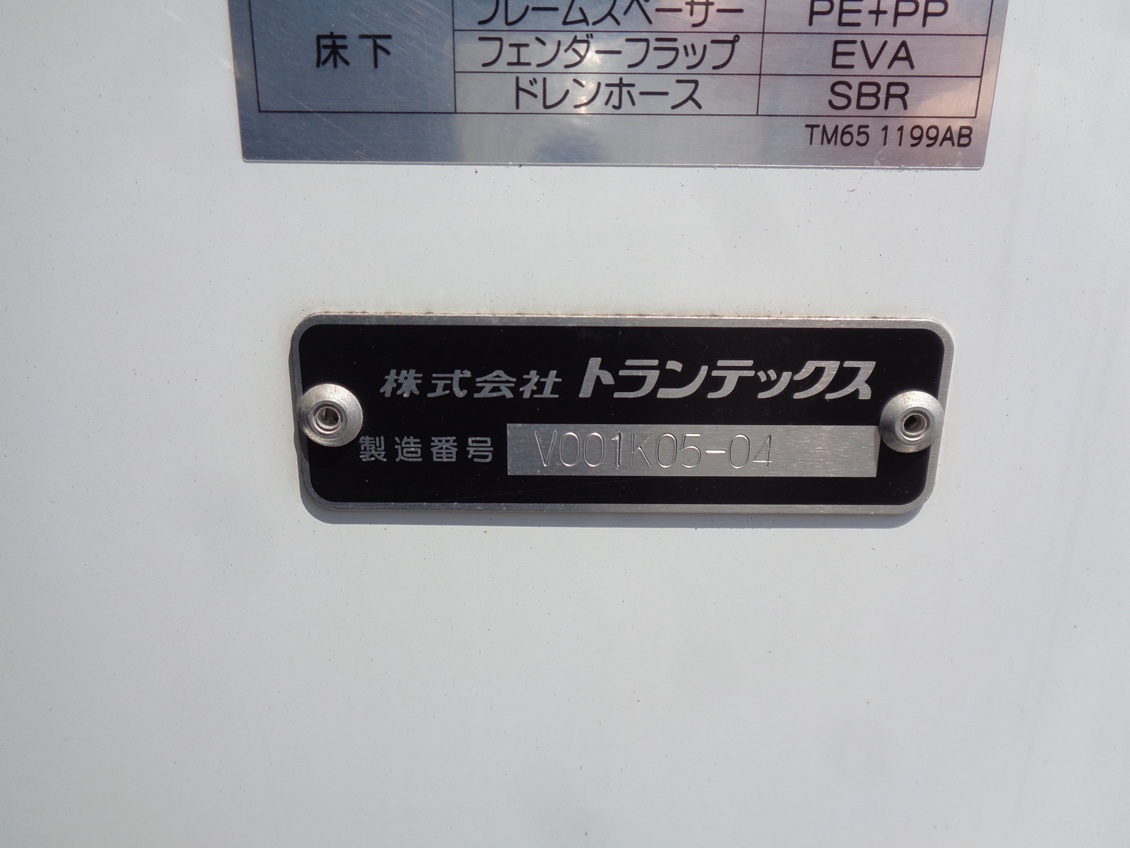 フレームスペーサー PE+PP
床下 フェンダーフラップ EVA
ドレンホース SBR
TM65 1199AB
株式会社 トランテックス
製造番号 V001K05-04